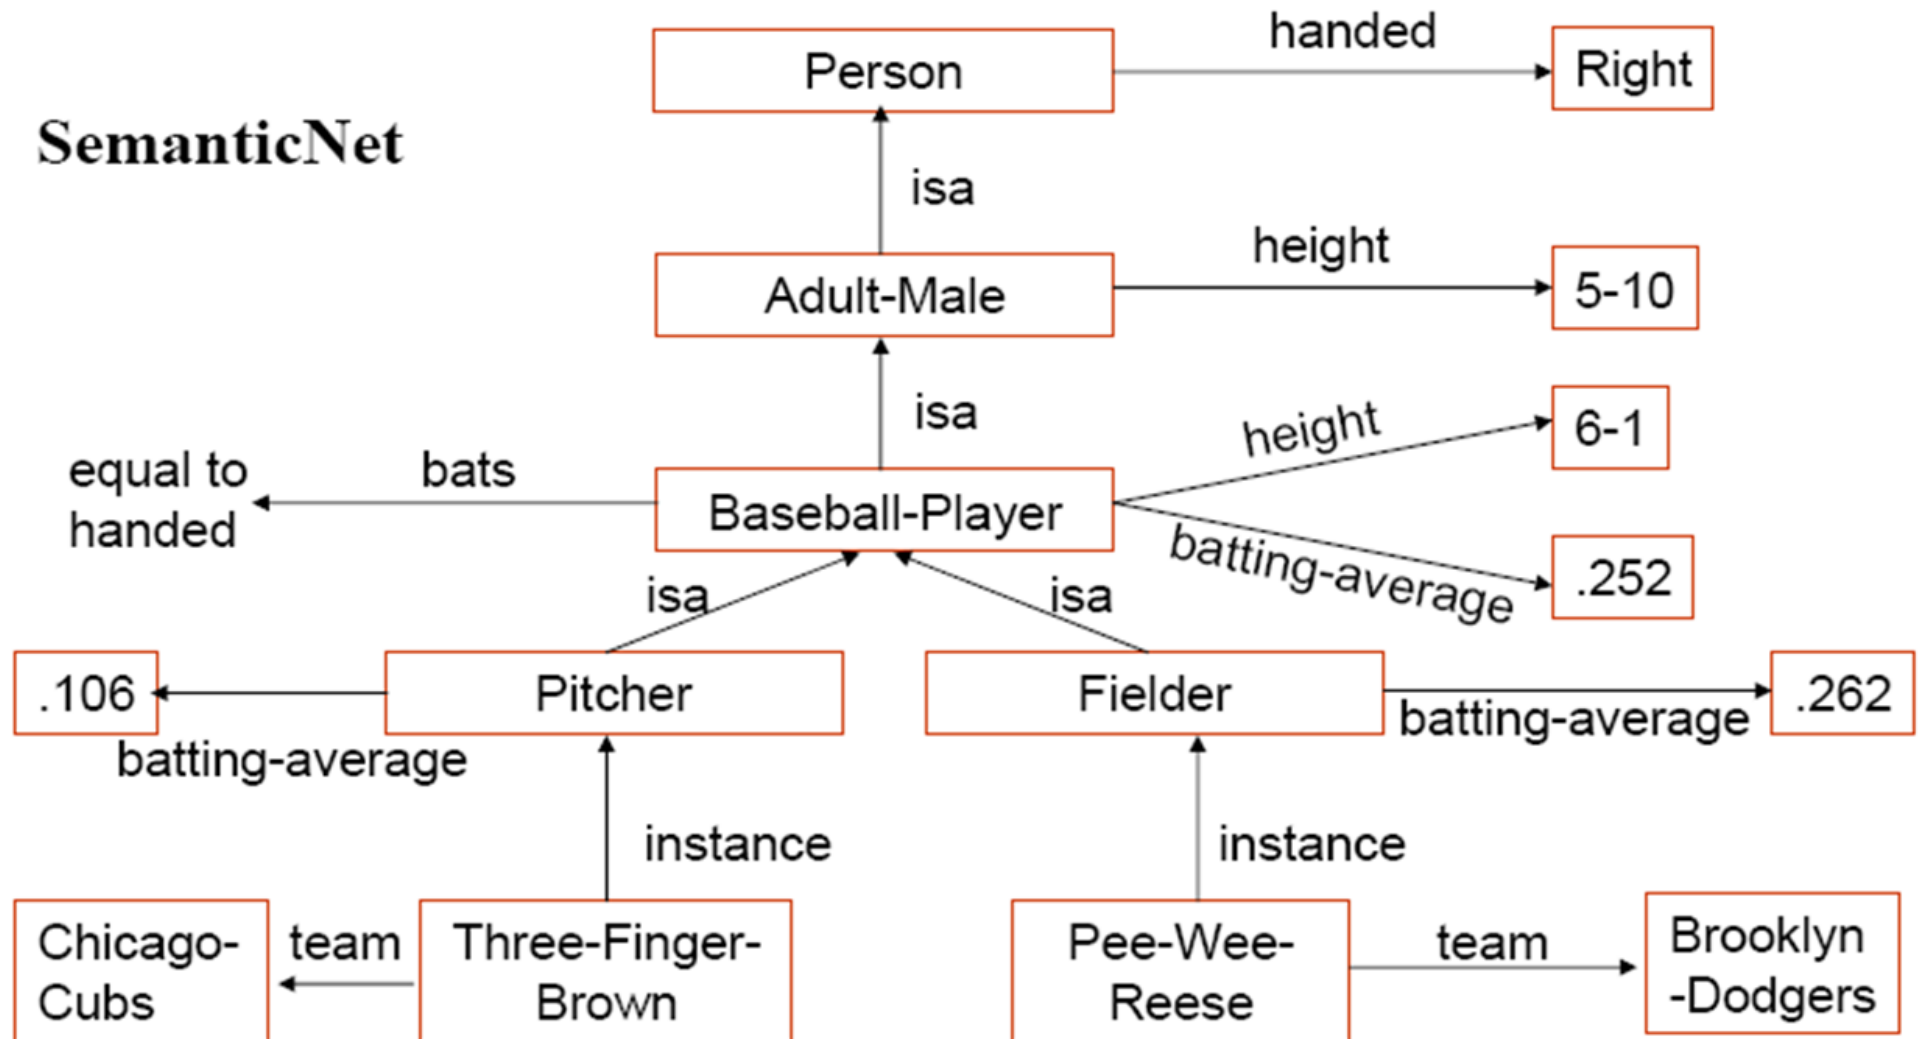 handed
Person
Right
SemanticNet
isa
height
Adult-Male
5-10
isa
height
6-1
equal to
handed
bats
Baseball-Player
batting-average
.252
isa
isa
.106
Pitcher
Fielder
.262
batting-average
batting-average
instance
instance
Chicago-
Cubs
team
Three-Finger-
Brown
Pee-Wee-
Reese
team
Brooklyn
-Dodgers